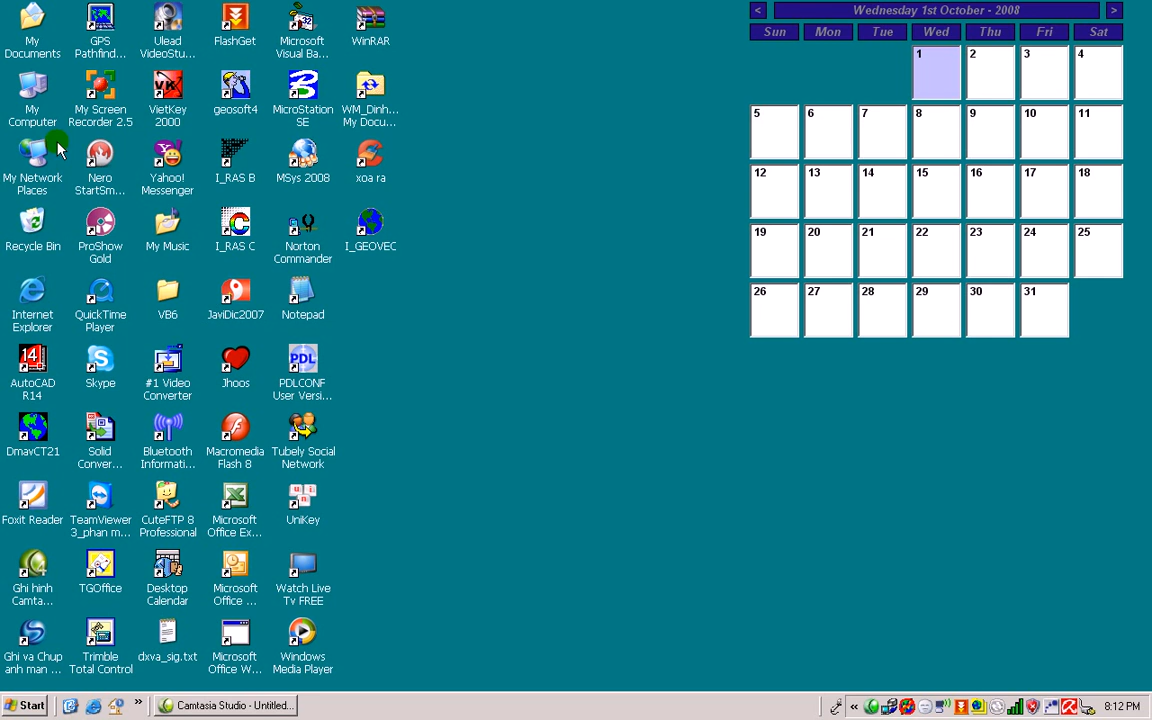 My Documents
GPS Pathfind...
Ulead VideoStu...
FlashGet
Microsoft Visual Ba...
WinRAR
My Computer
My Screen Recorder 2.5
VietKey 2000
geosoft4
MicroStation SE
WM_Dinh... My Docu...
My Network Places
Nero StartSm...
Yahoo! Messenger
I_RAS B
MSys 2008
xoa ra
Recycle Bin
ProShow Gold
My Music
I_RAS C
Norton Commander
I_GEOVEC
Internet Explorer
QuickTime Player
VB6
JaviDic2007
Notepad
AutoCAD R14
Skype
#1 Video Converter
Jhoos
PDLCONF User Versi...
DmavCT21
Solid Conver...
Bluetooth Informati...
Macromedia Flash 8
Tubely Social Network
Foxit Reader
TeamViewer 3_phan m...
CuteFTP 8 Professional
Microsoft Office Ex...
UniKey
Ghi hinh Camta...
TGOffice
Desktop Calendar
Microsoft Office ...
Watch Live Tv FREE
Ghi va Chup anh man ...
Trimble Total Control
dxva_sig.txt
Microsoft Office W...
Windows Media Player
< Wednesday 1st October - 2008 >
Sun Mon Tue Wed Thu Fri Sat
1 2 3 4
5 6 7 8 9 10 11
12 13 14 15 16 17 18
19 20 21 22 23 24 25
26 27 28 29 30 31
Start » Camtasia Studio - Untitled... « 8:12 PM